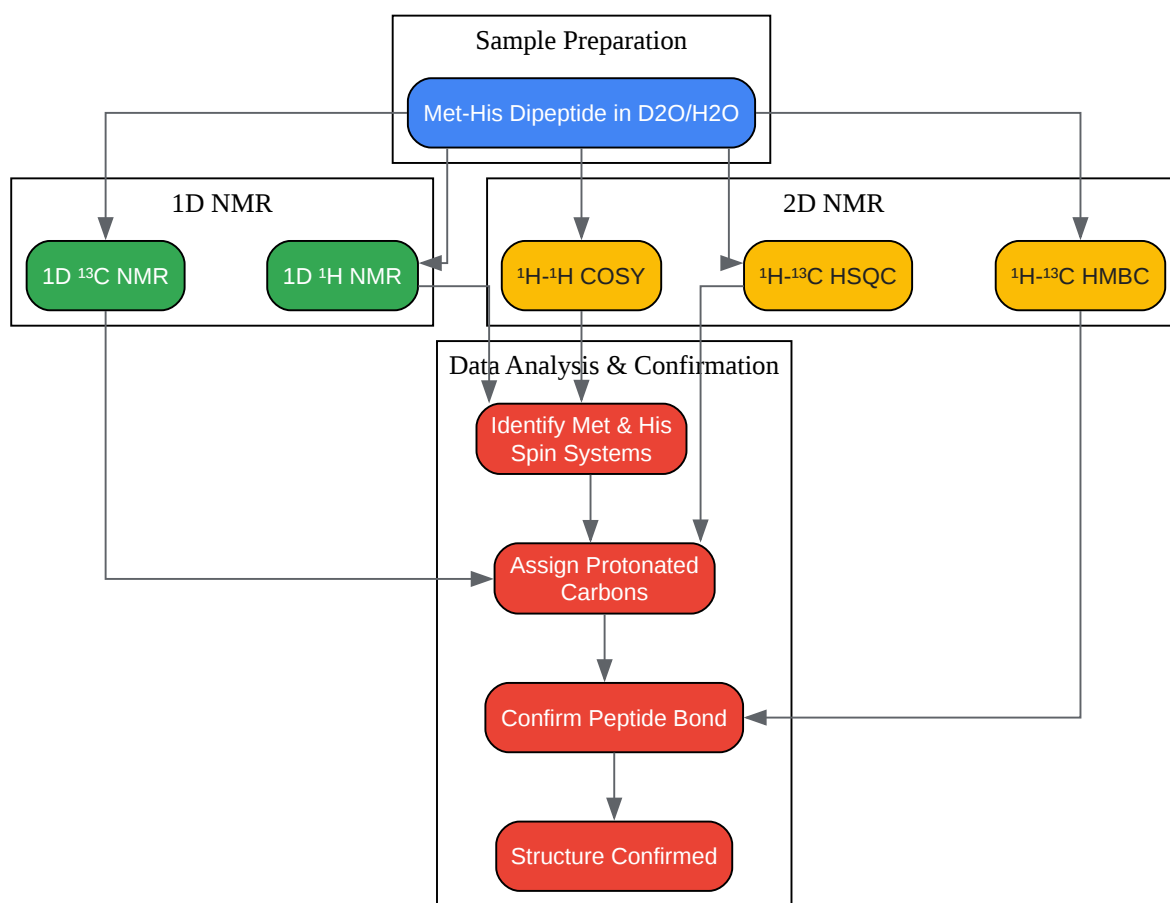 Sample Preparation
Met-His Dipeptide in D2O/H2O
1D NMR
2D NMR
1D ¹³C NMR
1D ¹H NMR
¹H-¹H COSY
¹H-¹³C HSQC
¹H-¹³C HMBC
Data Analysis & Confirmation
Identify Met & His
Spin Systems
Assign Protonated
Carbons
Confirm Peptide Bond
Structure Confirmed